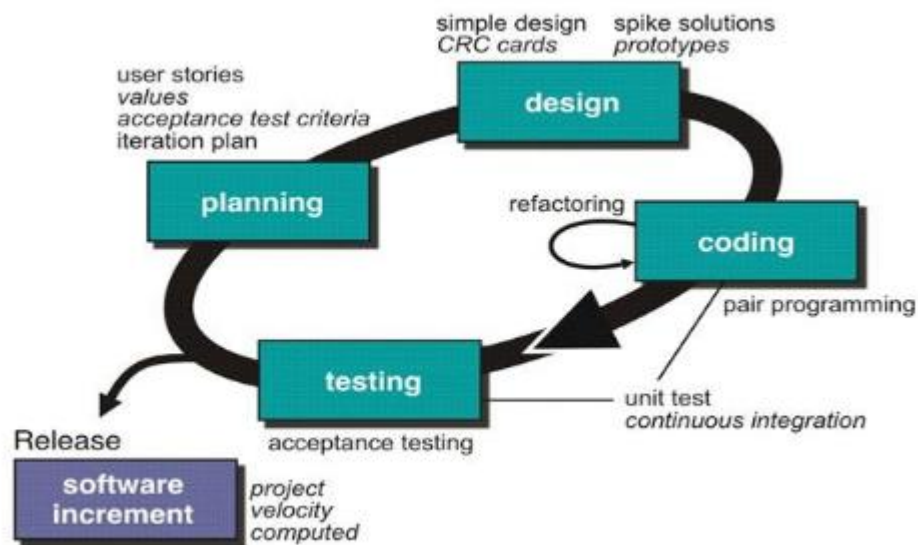 simple design
CRC cards
spike solutions
prototypes
user stories
values
acceptance test criteria
iteration plan
design
planning
refactoring
coding
pair programming
testing
unit test
continuous integration
acceptance testing
Release
software
increment
project
velocity
computed